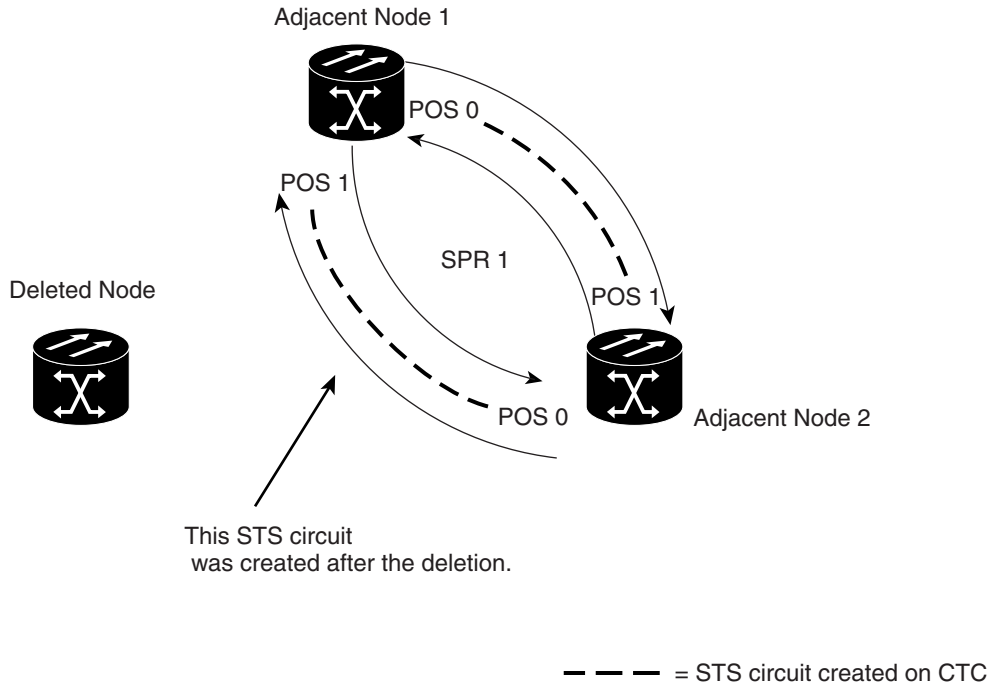 Adjacent Node 1
POS 0
POS 1
SPR 1
Deleted Node
POS 1
POS 0
Adjacent Node 2
This STS circuit
was created after the deletion.
= STS circuit created on CTC